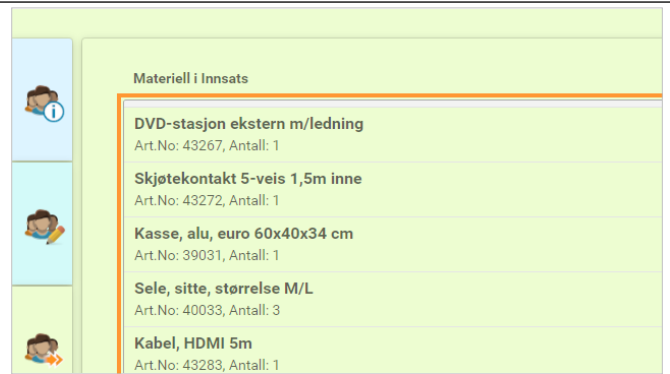 Materiell i Innsats
DVD-stasjon ekstern m/ledning
Art.No: 43267, Antall: 1
Skjøtekontakt 5-veis 1,5m inne
Art.No: 43272, Antall: 1
Kasse, alu, euro 60x40x34 cm
Art.No: 39031, Antall: 1
Sele, sitte, størrelse M/L
Art.No: 40033, Antall: 3
Kabel, HDMI 5m
Art.No: 43283, Antall: 1